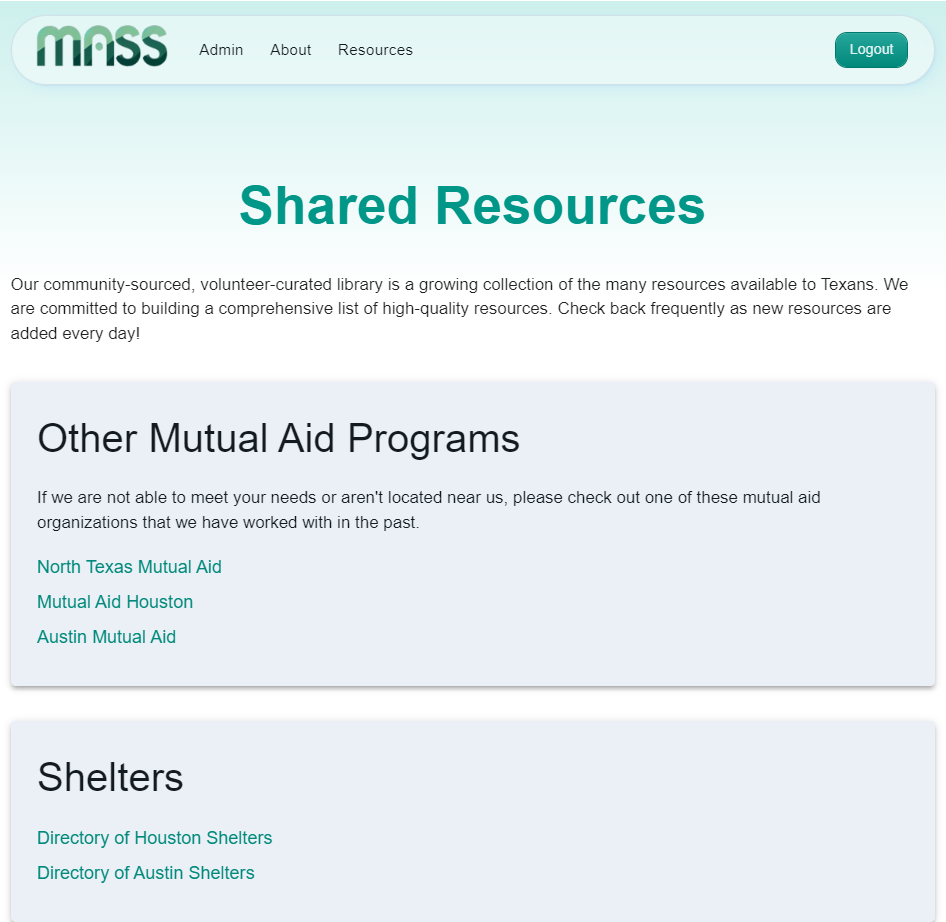 MASS
Admin
About
Resources
Logout
Shared Resources
Our community-sourced, volunteer-curated library is a growing collection of the many resources available to Texans. We
are committed to building a comprehensive list of high-quality resources. Check back frequently as new resources are
added every day!
Other Mutual Aid Programs
If we are not able to meet your needs or aren't located near us, please check out one of these mutual aid
organizations that we have worked with in the past.
North Texas Mutual Aid
Mutual Aid Houston
Austin Mutual Aid
Shelters
Directory of Houston Shelters
Directory of Austin Shelters